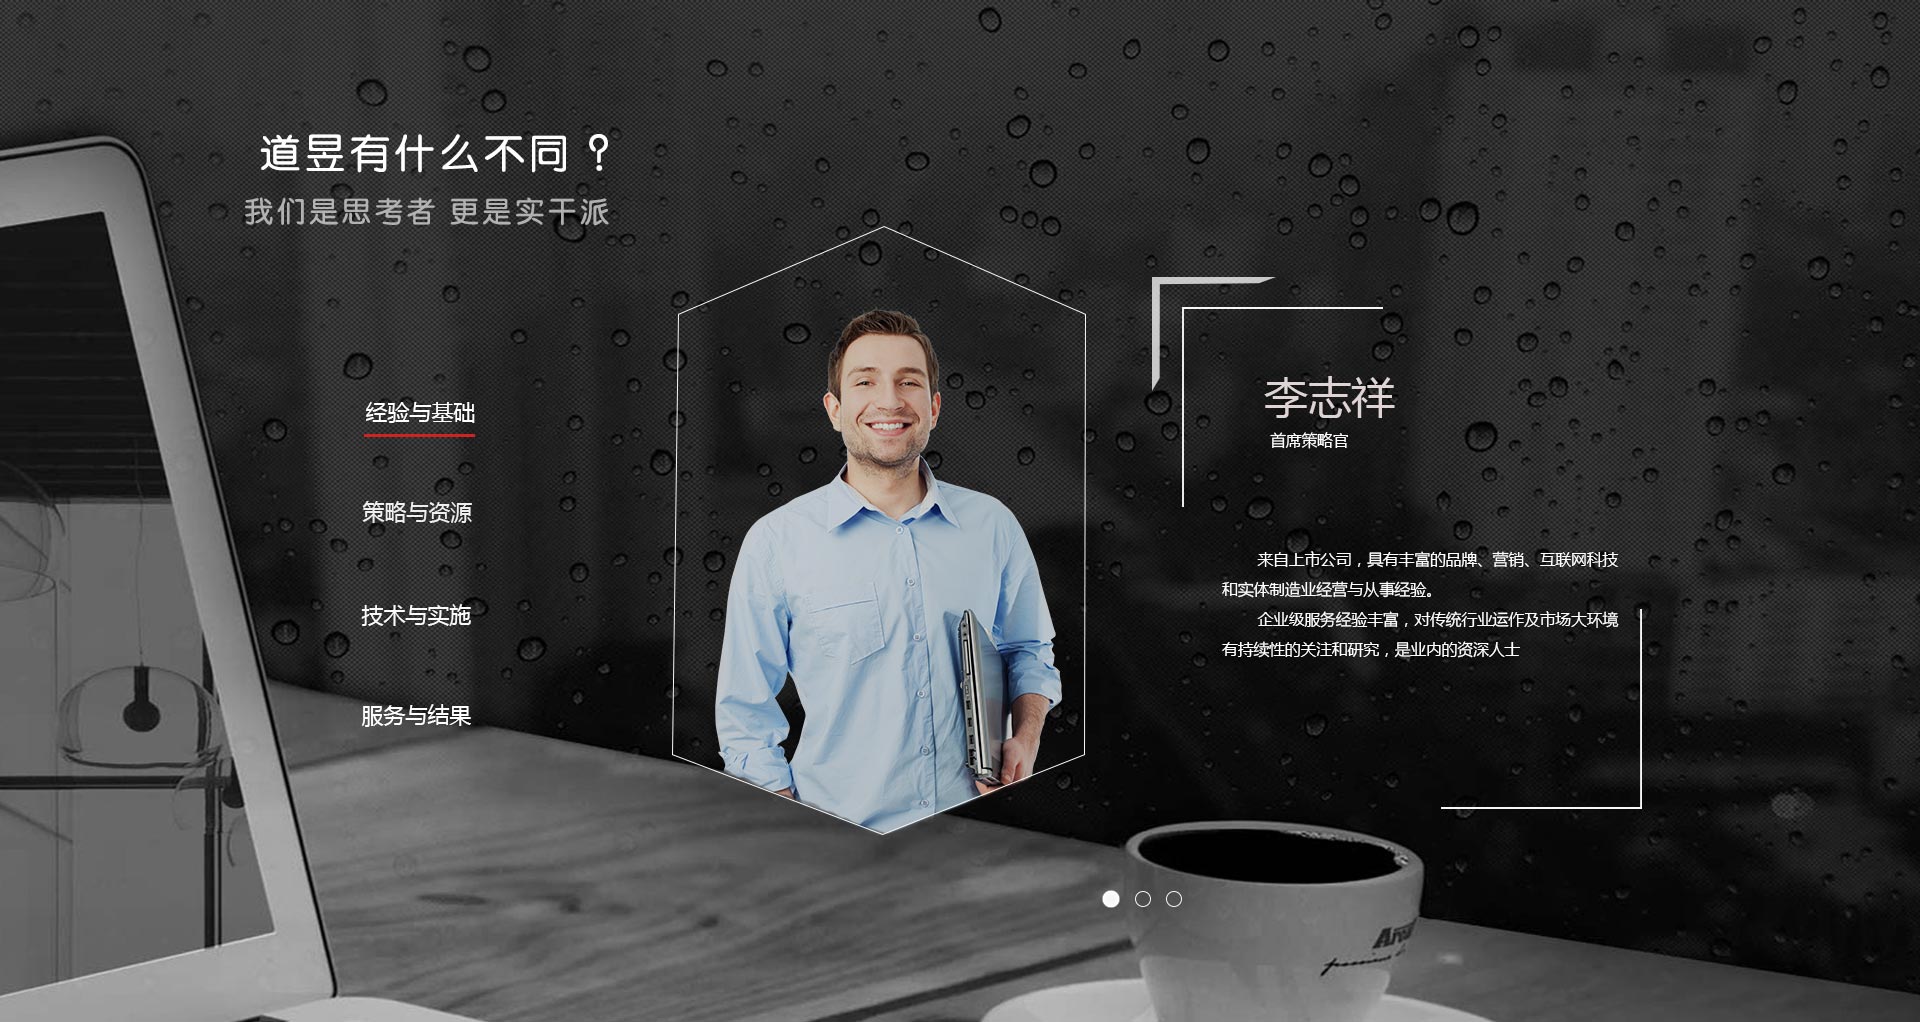 道昱有什么不同？
我们是思考者 更是实干派
经验与基础
策略与资源
技术与实施
服务与结果
李志祥
首席策略官
来自上市公司，具有丰富的品牌、营销、互联网科技
和实体制造业经营与从事经验。
企业级服务经验丰富，对传统行业运作及市场大环境
有持续性的关注和研究，是业内的资深人士